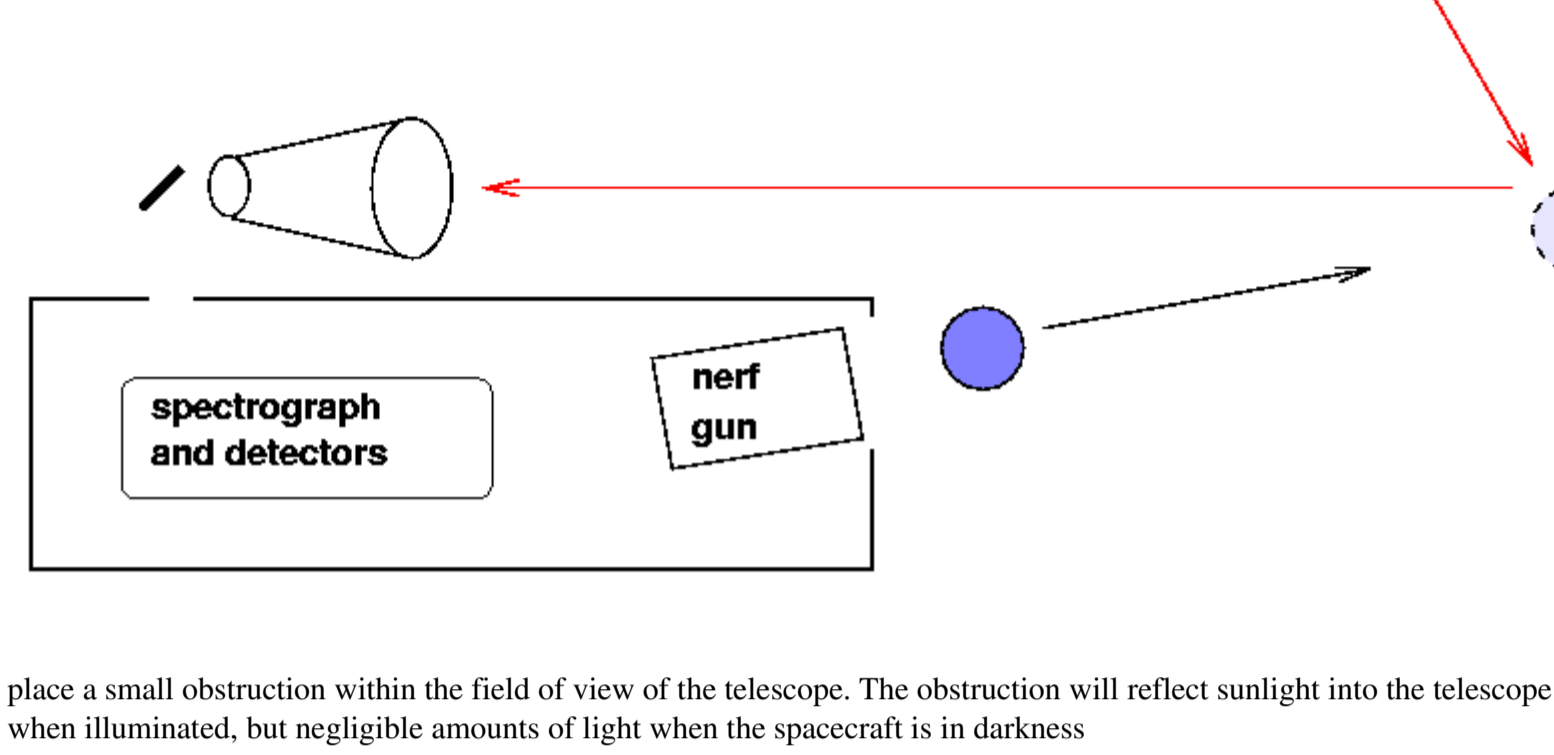 nerf
gun
spectrograph
and detectors
place a small obstruction within the field of view of the telescope. The obstruction will reflect sunlight into the telescope
when illuminated, but negligible amounts of light when the spacecraft is in darkness